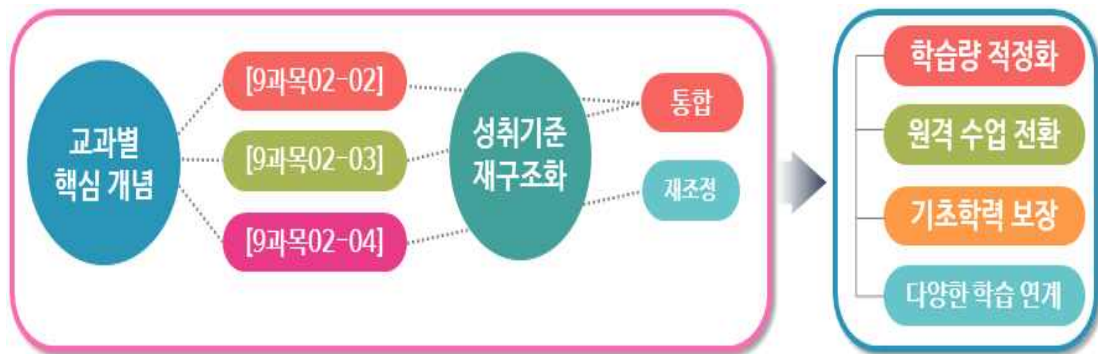 교과별
핵심 개념
[9과목02-02]
[9과목02-03]
[9과목02-04]
성취기준
재구조화
통합
재조정
학습량 적정화
원격 수업 전환
기초학력 보장
다양한 학습 연계